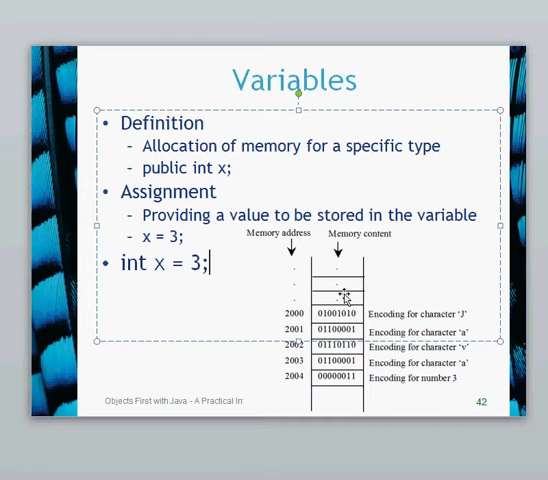 Variables
• Definition
- Allocation of memory for a specific type
- public int x;
• Assignment
- Providing a value to be stored in the variable
- x = 3;
• int x = 3;
Memory address Memory content
2000 01001010 Encoding for character 'J'
2001 01100001 Encoding for character 'a'
2002 01110110 Encoding for character 'v'
2003 01100001 Encoding for character 'a'
2004 00000011 Encoding for number 3
Objects First with Java - A Practical 42